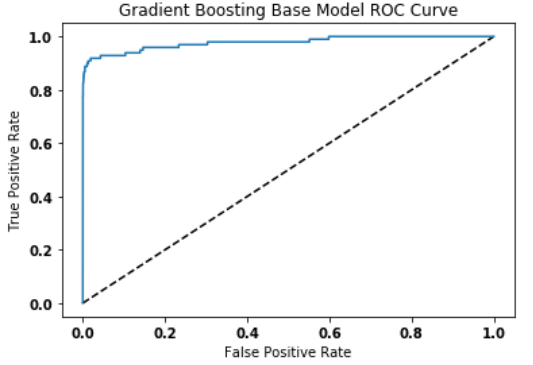 Gradient Boosting Base Model ROC Curve
1.0
0.8
0.6
0.4
0.2
0.0
True Positive Rate
0.0 0.2 0.4 0.6 0.8 1.0
False Positive Rate